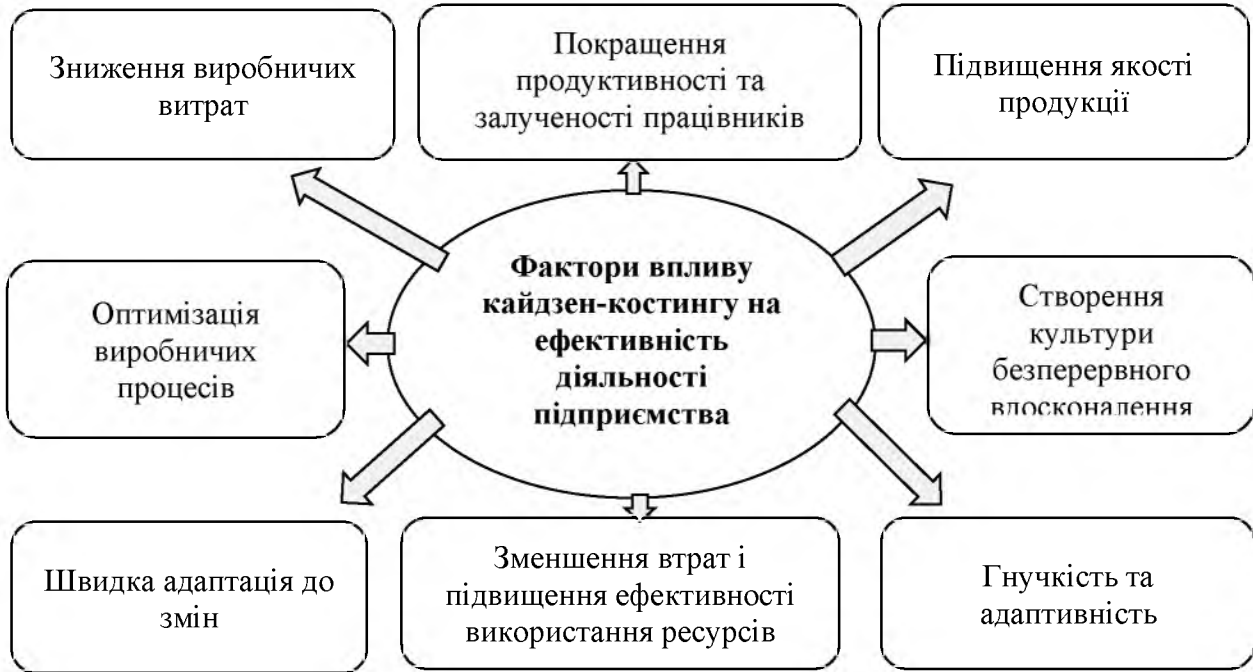 Зниження виробничих
витрат
Покращення
продуктивності та
залученості працівників
Підвищення якості
продукції
Фактори впливу
кайдзен-костингу на
ефективність
діяльності
підприємства
Оптимізація
виробничих
процесів
Створення
культури
безперервного
вдосконалення
Швидка адаптація до
змін
Зменшення втрат і
підвищення ефективності
використання ресурсів
Гнучкість та
адаптивність